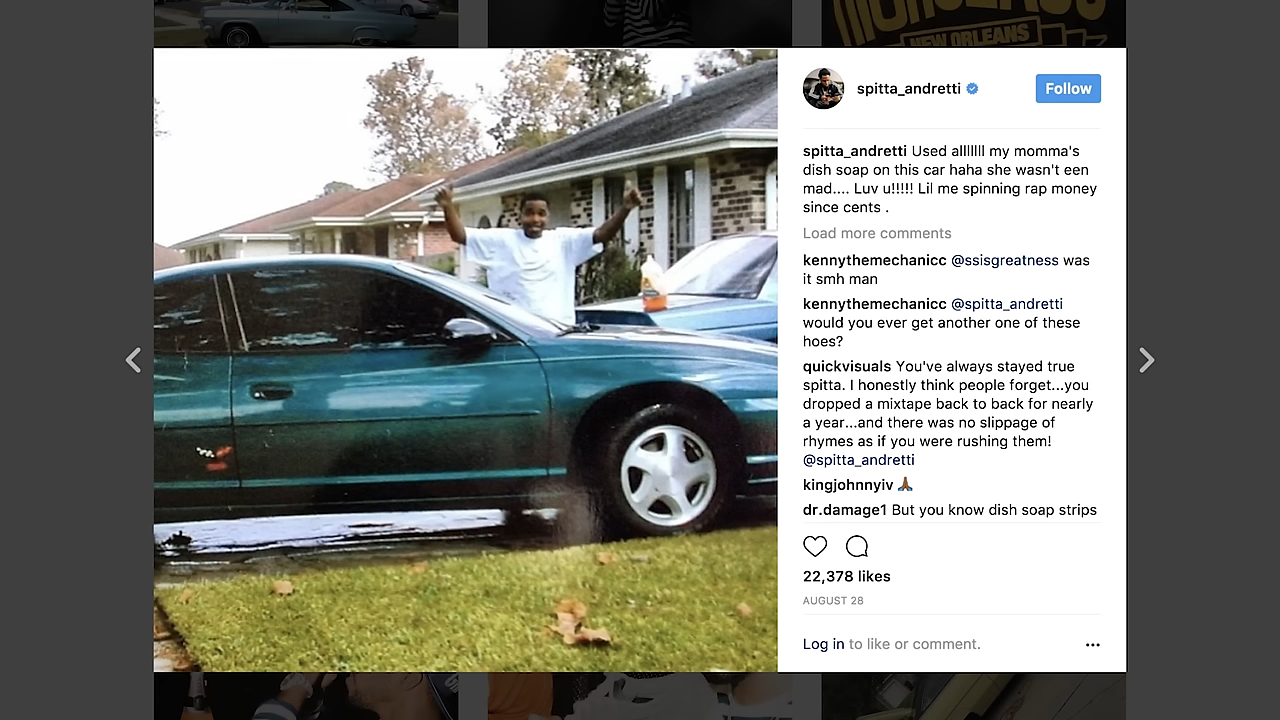 NEW ORLEANS
spitta_andretti
Follow
spitta_andretti Used alllllll my momma's
dish soap on this car haha she wasn't een
mad.... Luv u!!!!! Lil me spinning rap money
since cents .
Load more comments
kennythemechanicc @ssisgreatness was
it smh man
kennythemechanicc @spitta_andretti
would you ever get another one of these
hoes?
quickvisuals You've always stayed true
spitta. I honestly think people forget...you
dropped a mixtape back to back for nearly
a year...and there was no slippage of
rhymes as if you were rushing them!
@spitta_andretti
kingjohnnyiv 🙏🏾
dr.damage1 But you know dish soap strips
22,378 likes
AUGUST 28
Log in to like or comment.